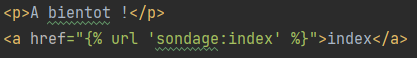 <p>A bientot !</p>
<a href="{% url 'sondage:index' %}">index</a>